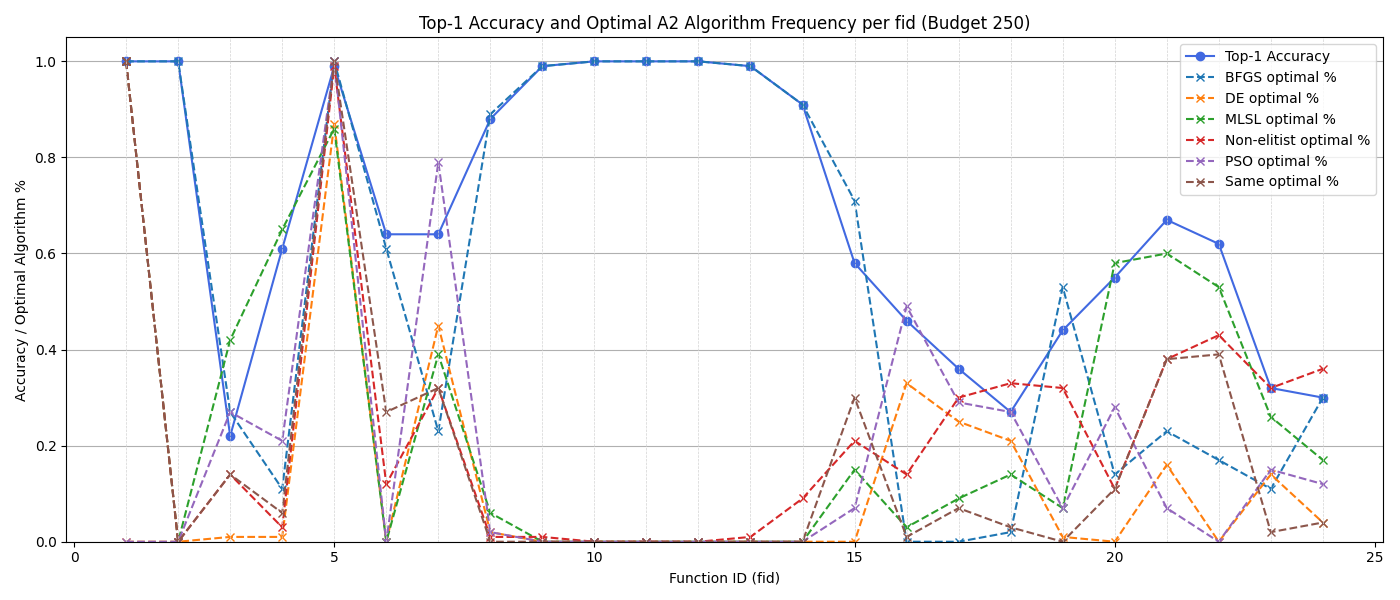 Top-1 Accuracy and Optimal A2 Algorithm Frequency per fid (Budget 250)
Accuracy / Optimal Algorithm %
1.0
0.8
0.6
0.4
0.2
0.0
Top-1 Accuracy
BFGS optimal %
DE optimal %
MLSL optimal %
Non-elitist optimal %
PSO optimal %
Same optimal %
0
5
10
15
20
25
Function ID (fid)